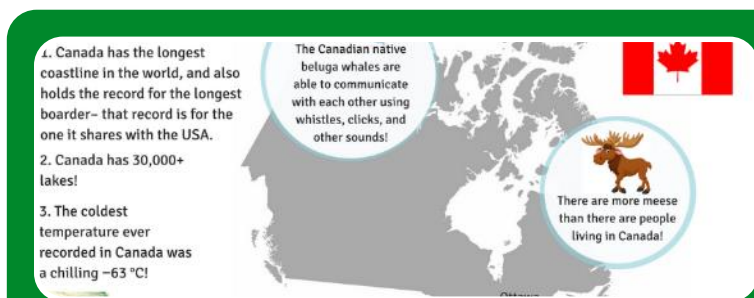 1. Canada has the longest
coastline in the world, and also
holds the record for the longest
boarder– that record is for the
one it shares with the USA.
2. Canada has 30,000+
lakes!
3. The coldest
temperature ever
recorded in Canada was
a chilling −63 °C!
The Canadian native
beluga whales are
able to communicate
with each other using
whistles, clicks, and
other sounds!
There are more meese
than there are people
living in Canada!
Ottawa